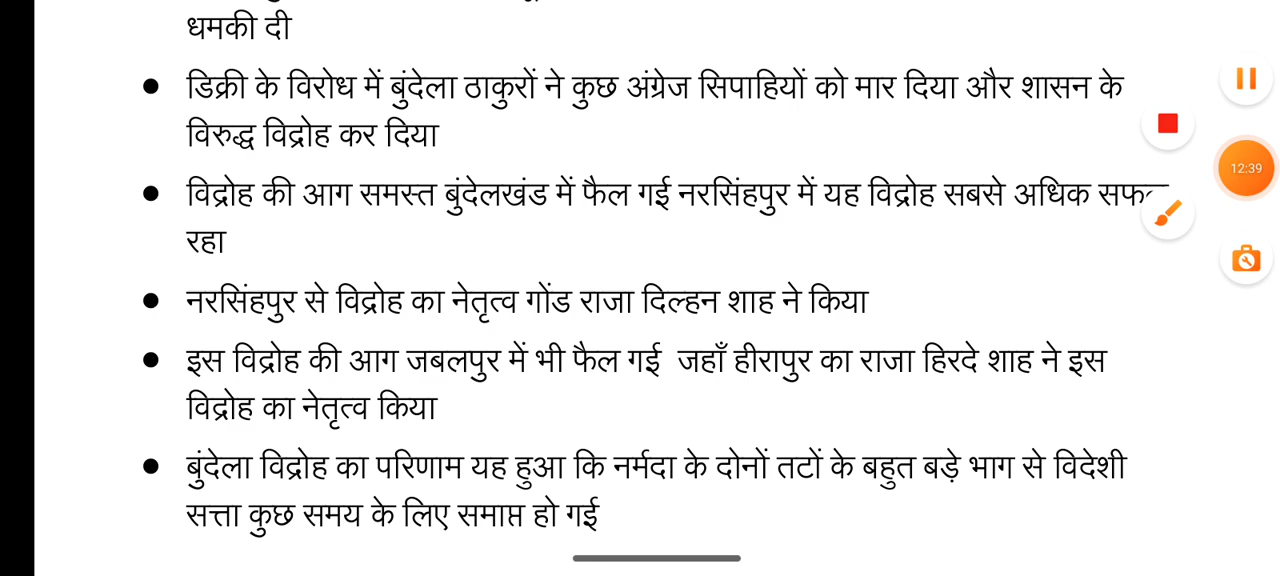 धमकी दी
● डिक्री के विरोध में बुंदेला ठाकुरों ने कुछ अंग्रेज सिपाहियों को मार दिया और शासन के
विरुद्ध विद्रोह कर दिया
● विद्रोह की आग समस्त बुंदेलखंड में फैल गई नरसिंहपुर में यह विद्रोह सबसे अधिक
रहा
● नरसिंहपुर से विद्रोह का नेतृत्व गोंड राजा दिल्हन शाह ने किया
● इस विद्रोह की आग जबलपुर में भी फैल गई जहाँ हीरापुर का राजा हिरदे शाह ने इस
विद्रोह का नेतृत्व किया
● बुंदेला विद्रोह का परिणाम यह हुआ कि नर्मदा के दोनों तटों के बहुत बड़े भाग से विदेशी
सत्ता कुछ समय के लिए समाप्त हो गई
12:39